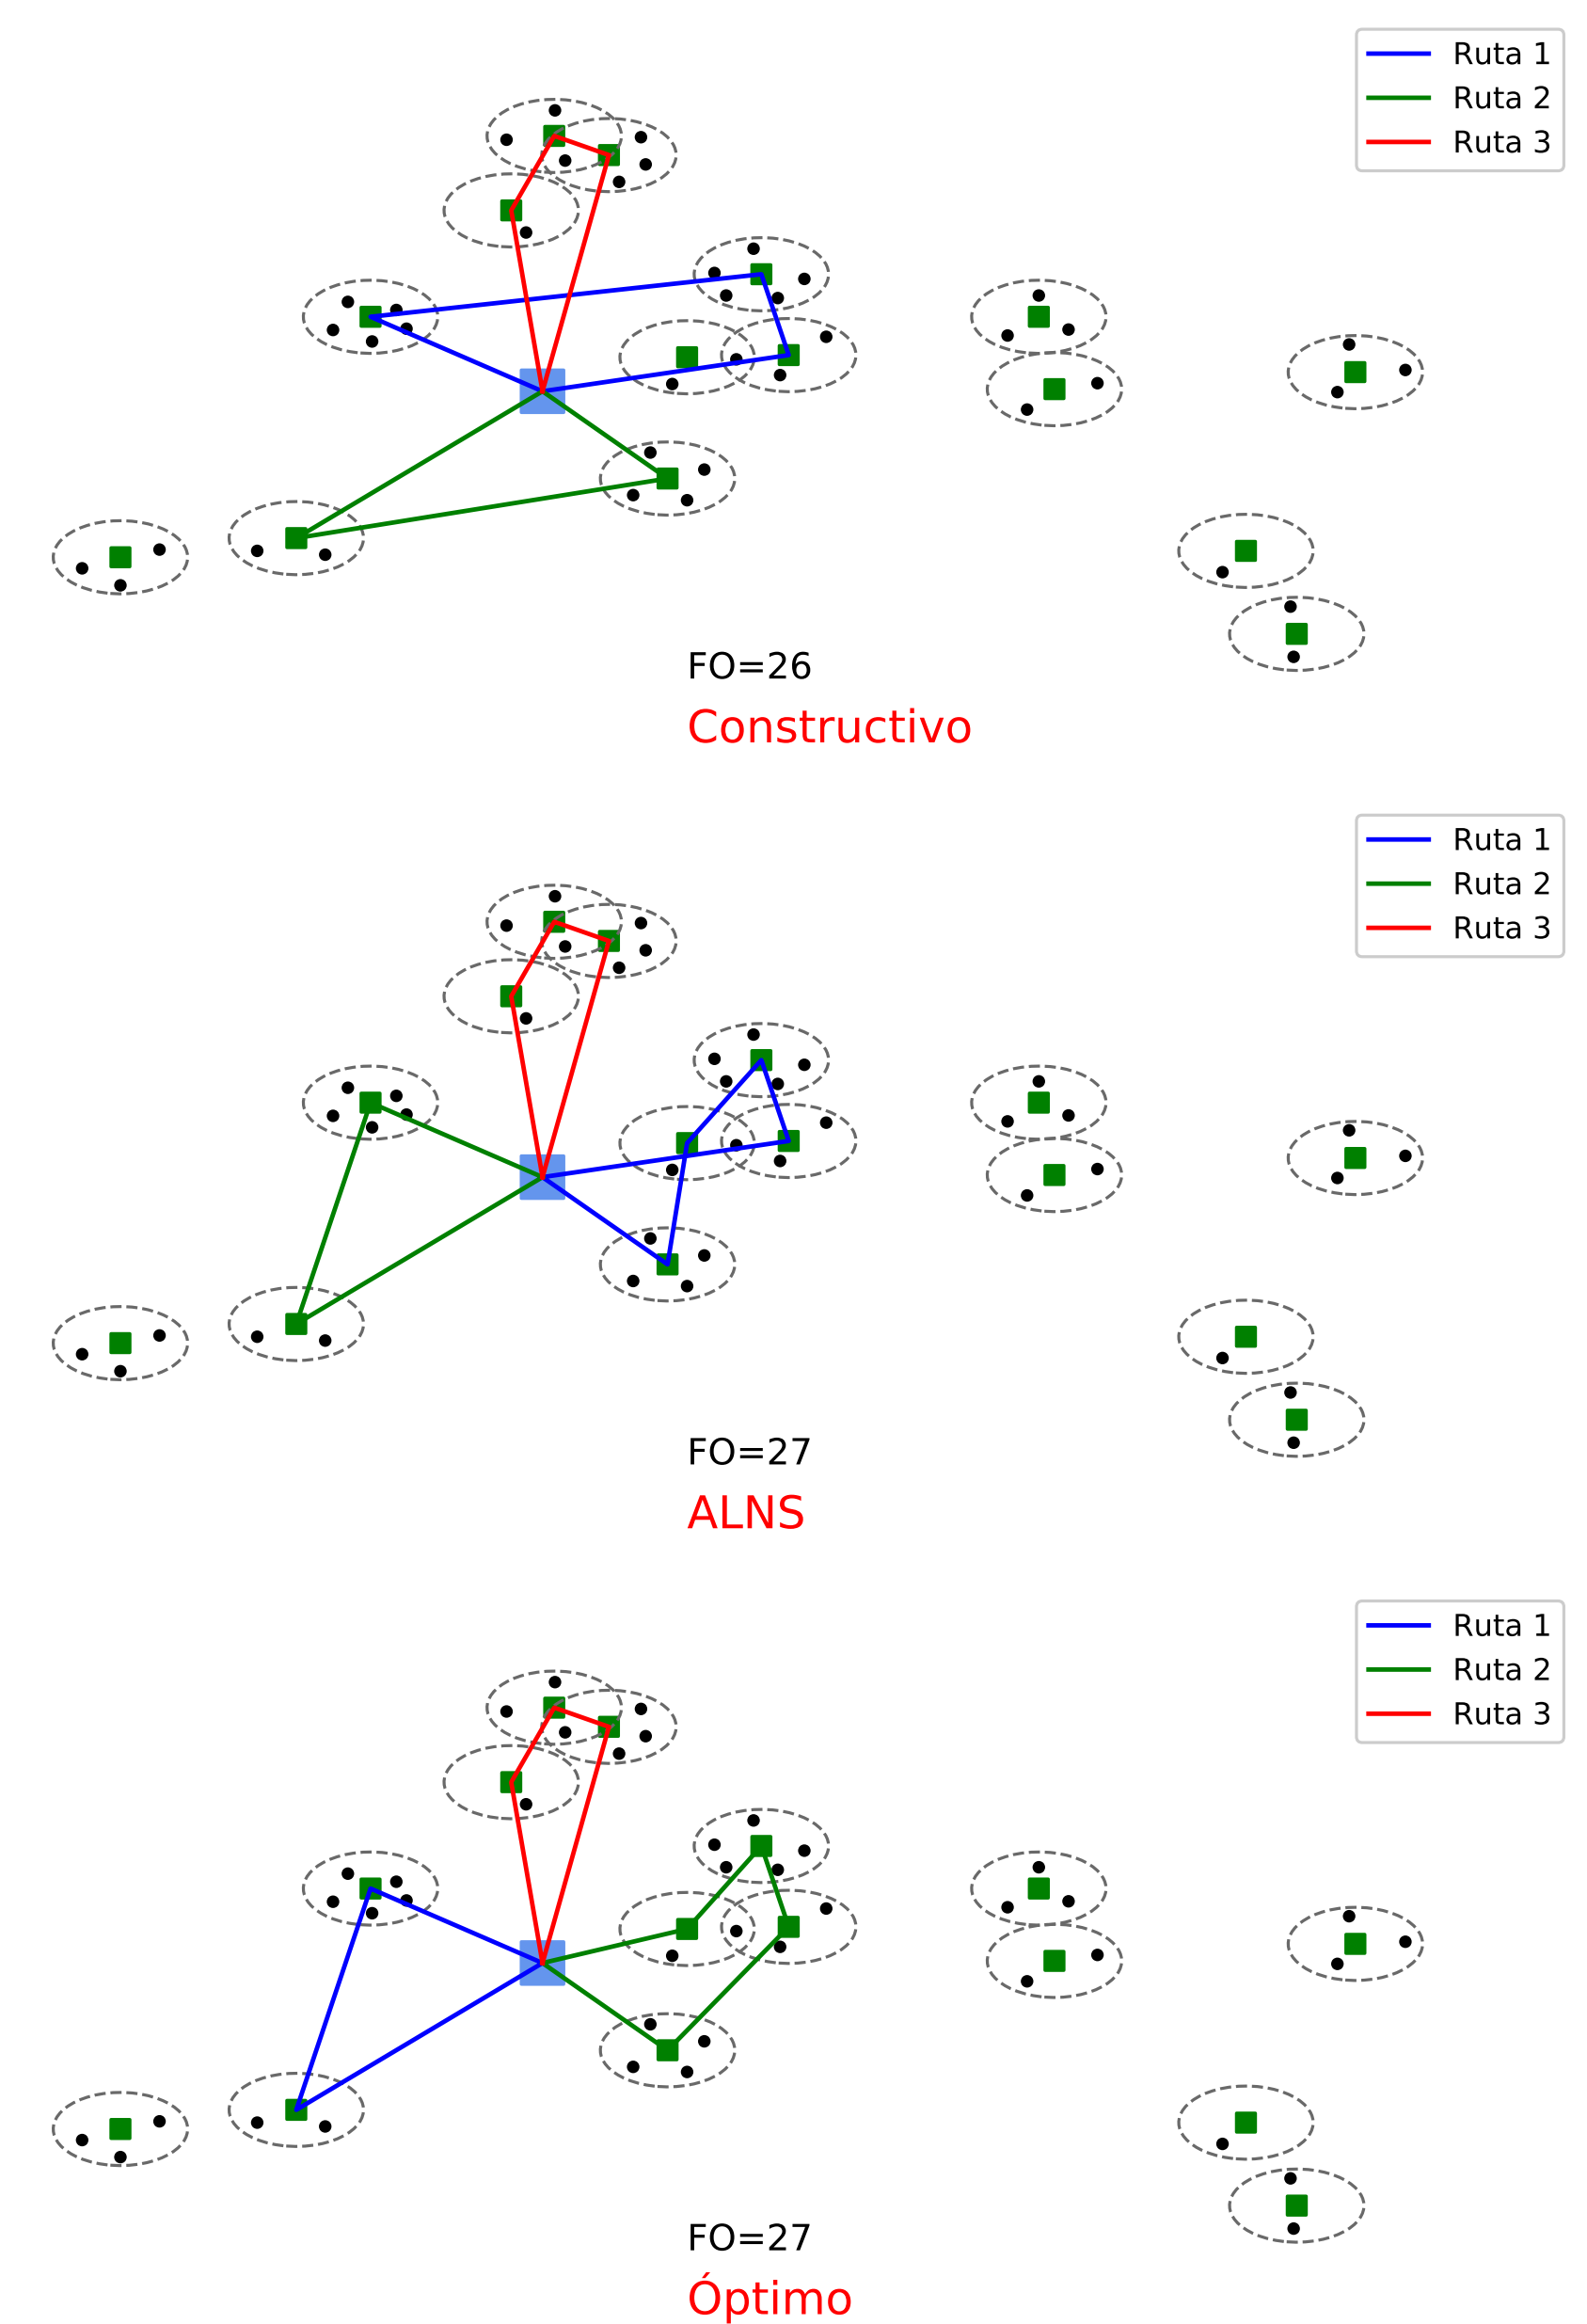 Ruta 1
Ruta 2
Ruta 3
FO=26
Constructivo
Ruta 1
Ruta 2
Ruta 3
FO=27
ALNS
Ruta 1
Ruta 2
Ruta 3
FO=27
Óptimo